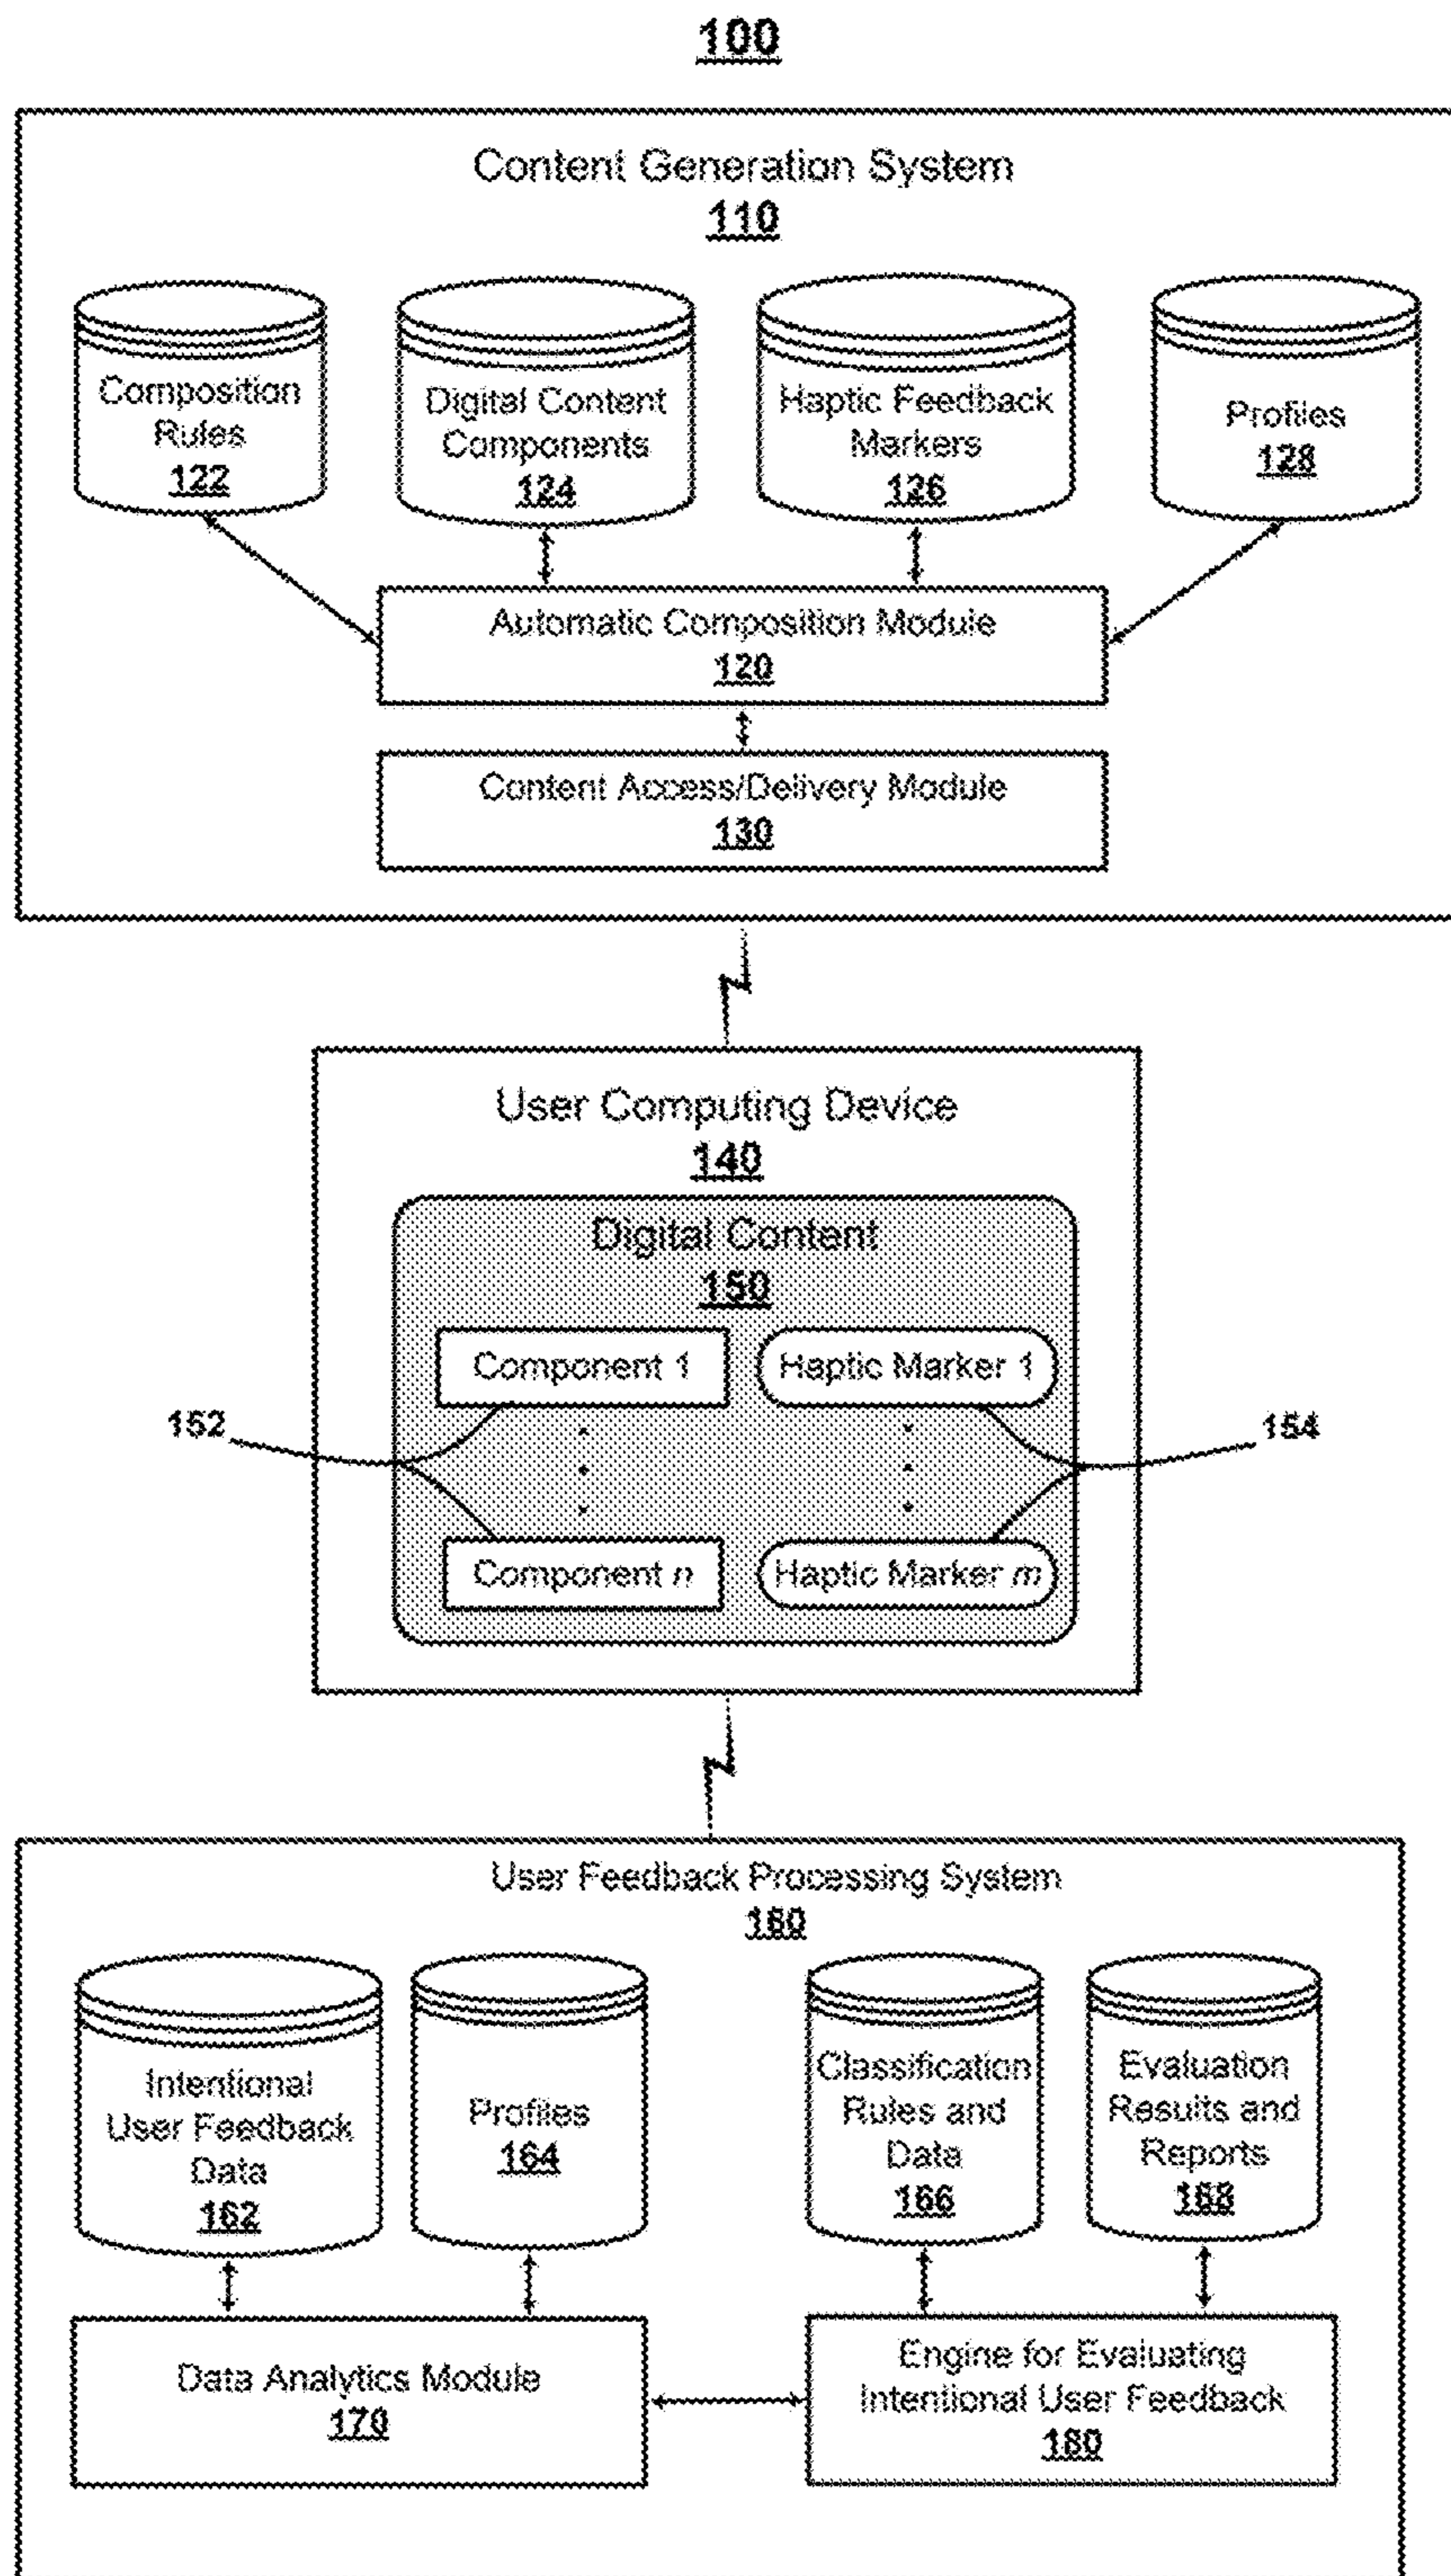 100
Content Generation System
110
Composition
Rules
122
Digital Content
Components
124
Haptic Feedback
Markers
126
Profiles
128
Automatic Composition Module
120
Content Access/Delivery Module
130
User Computing Device
140
Digital Content
150
Component 1
Haptic Marker 1
152
154
Component n
Haptic Marker m
User Feedback Processing System
160
Intentional
User Feedback
Data
162
Profiles
164
Classification
Rules and
Data
166
Evaluation
Results and
Reports
168
Data Analytics Module
170
Engine for Evaluating
Intentional User Feedback
180